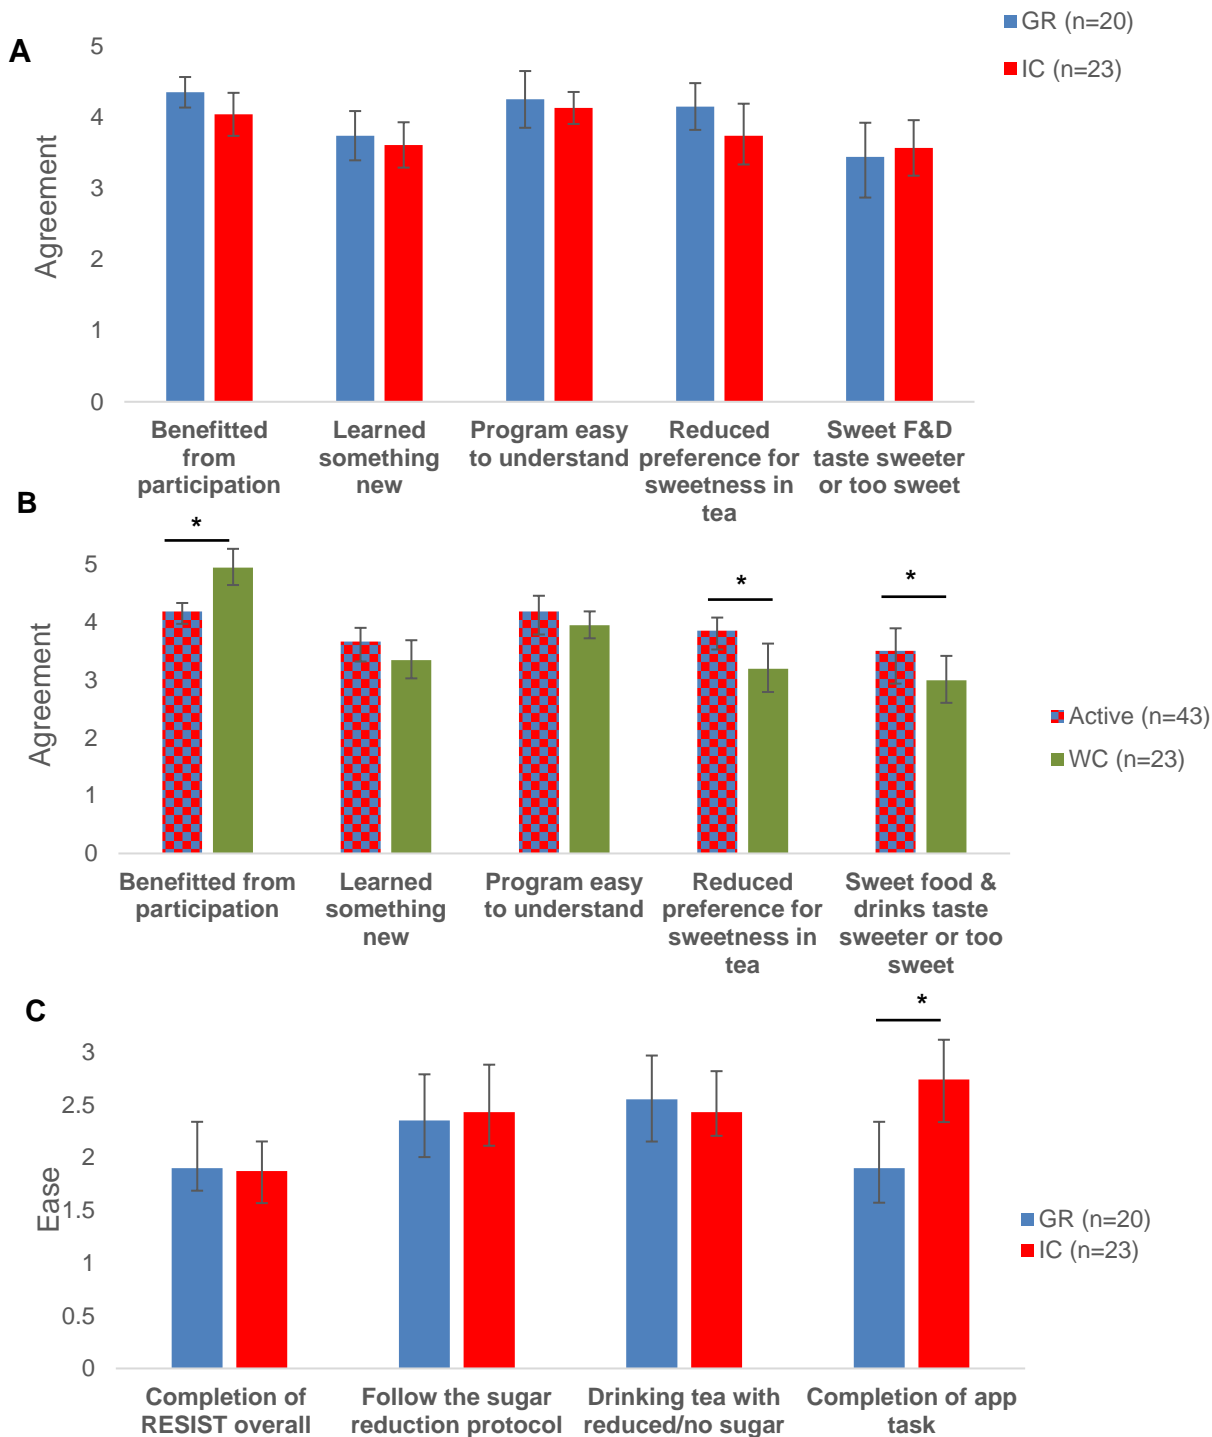 A
GR (n=20)
IC (n=23)
Agreement
5
4
3
2
1
0
Benefitted
from
participation
Learned
something
new
Program easy
to understand
Reduced
preference for
sweetness in
tea
Sweet F&D
taste sweeter
or too sweet
B
*
*
*
Agreement
5
4
3
2
1
0
Active (n=43)
WC (n=23)
Benefitted from
participation
Learned
something
new
Program easy
to understand
Reduced
preference for
sweetness in
tea
Sweet food &
drinks taste
sweeter or too
sweet
C
*
Ease
3
2.5
2
1.5
1
0.5
0
GR (n=20)
IC (n=23)
Completion of
RESIST overall
Follow the sugar
reduction protocol
Drinking tea with
reduced/no sugar
Completion of app
task